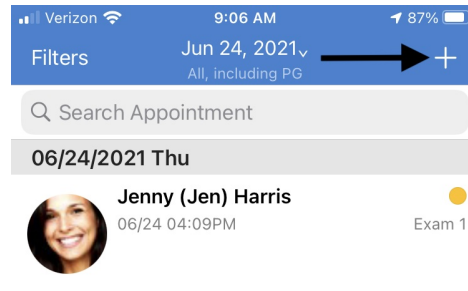 Verizon 9:06 AM 87%
Filters Jun 24, 2021
All, including PG
Search Appointment
06/24/2021 Thu
Jenny (Jen) Harris
06/24 04:09PM Exam 1